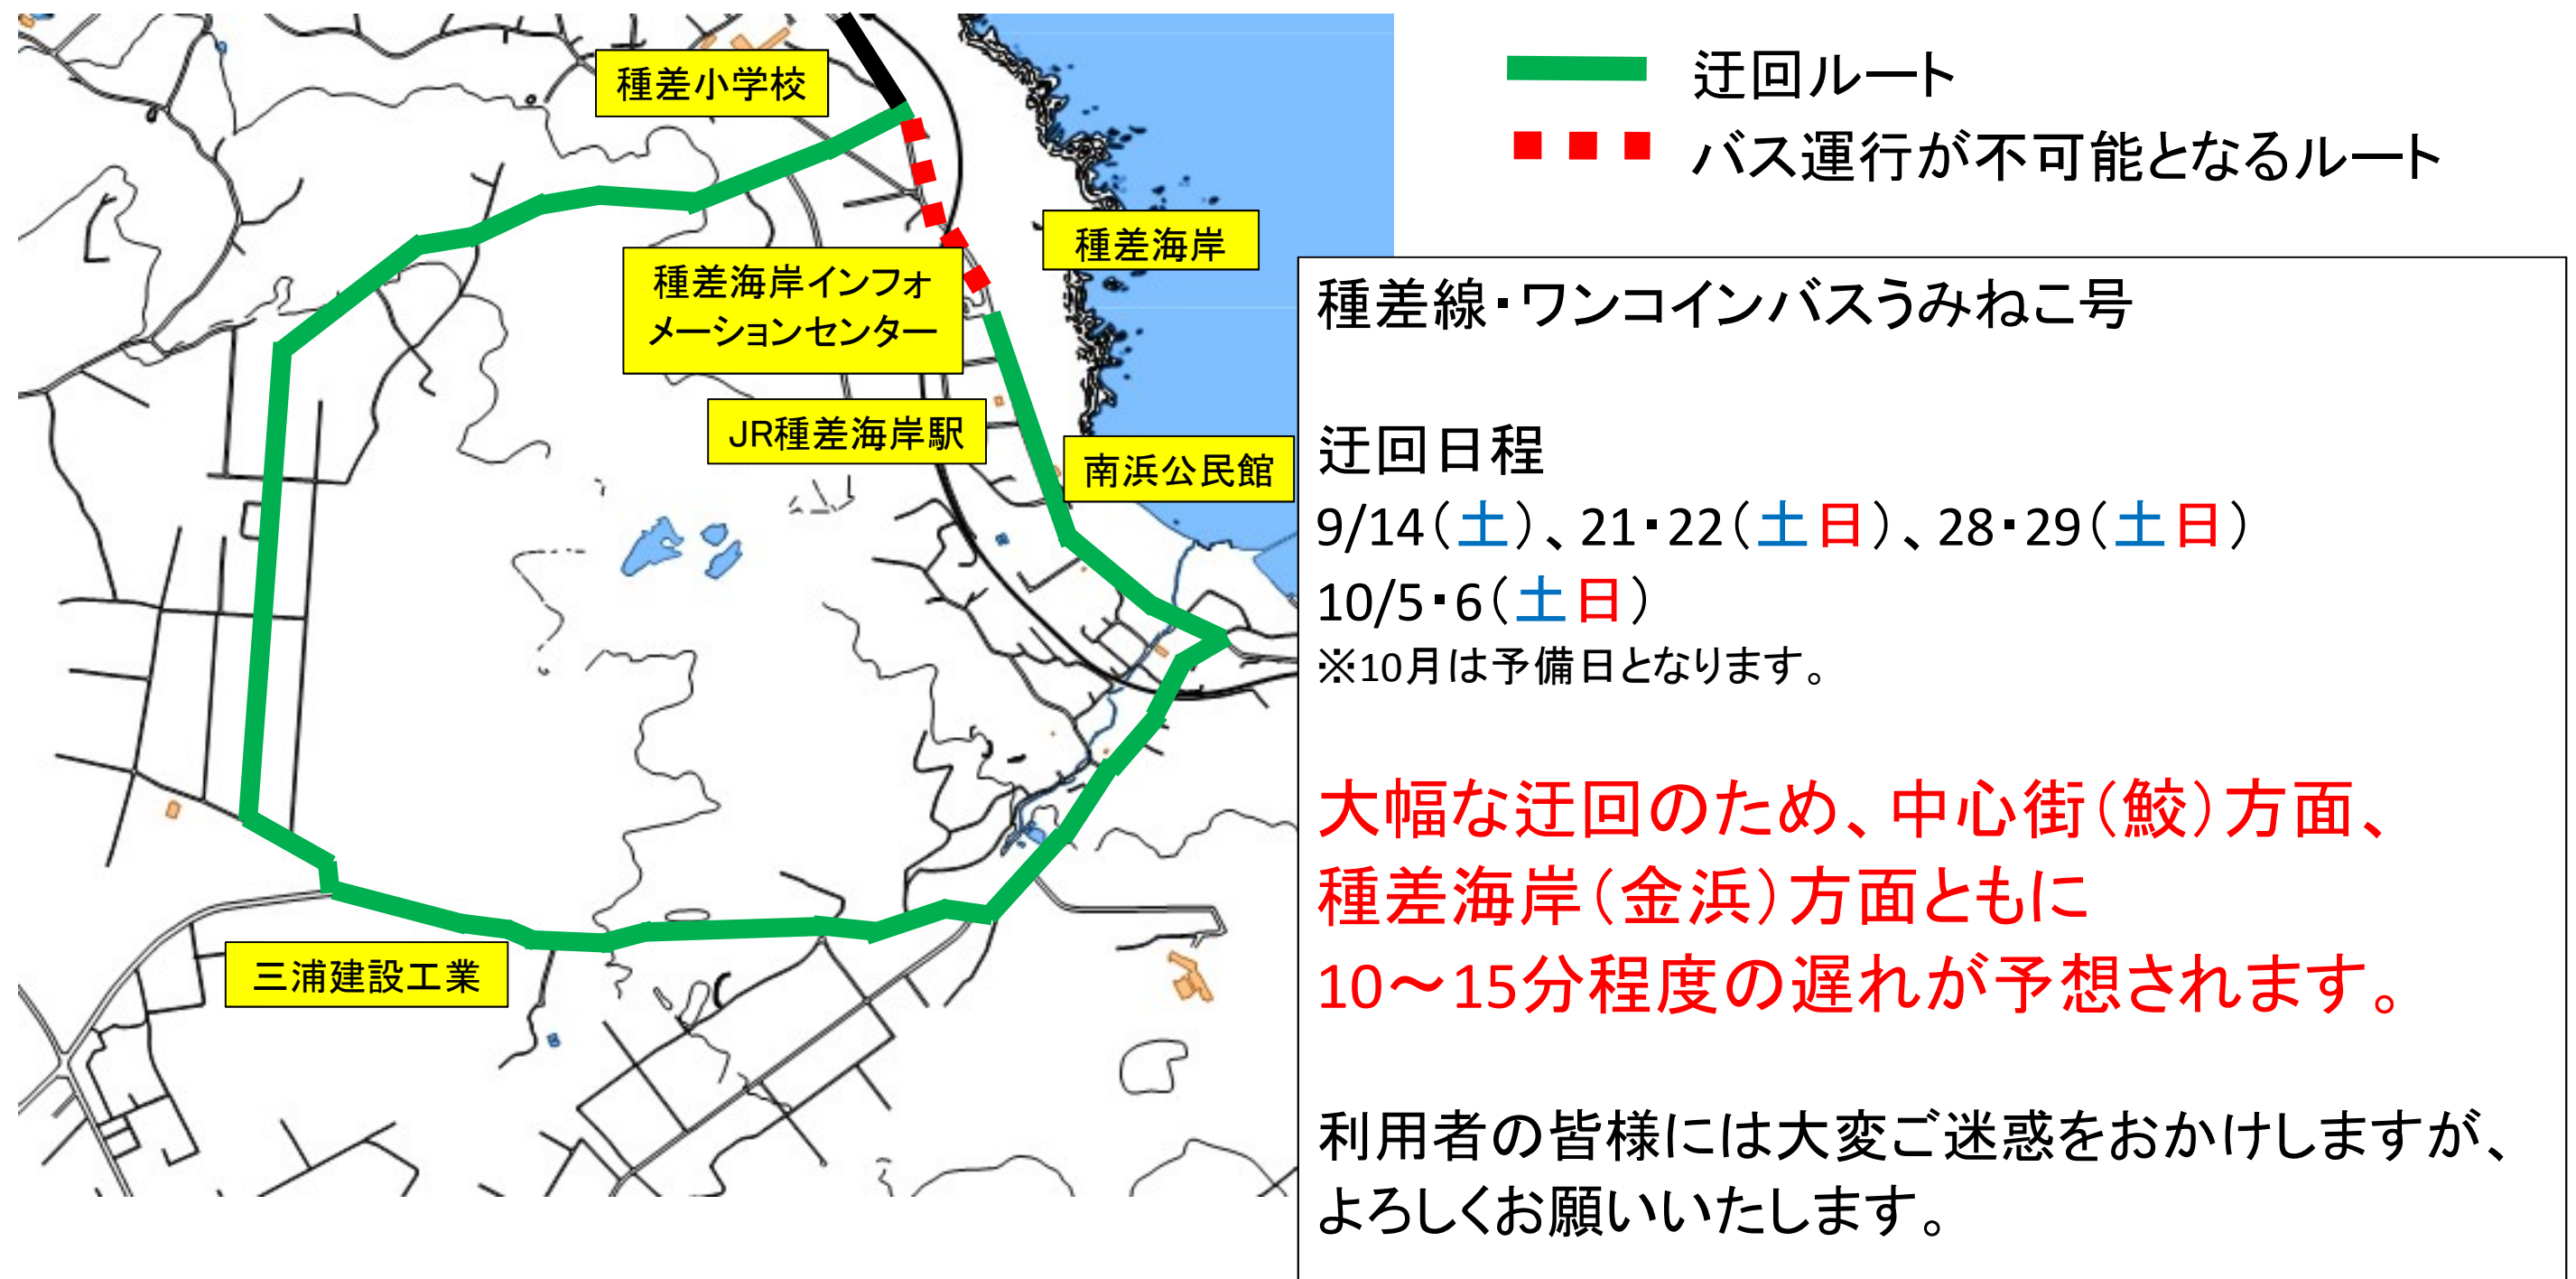 種差小学校
種差海岸
種差海岸インフォ
メーションセンター
JR種差海岸駅
南浜公民館
三浦建設工業
迂回ルート
バス運行が不可能となるルート
種差線・ワンコインバスうみねこ号
迂回日程
9/14(土)、21・22(土日)、28・29(土日)
10/5・6(土日)
※10月は予備日となります。
大幅な迂回のため、中心街(鮫)方面、
種差海岸(金浜)方面ともに
10～15分程度の遅れが予想されます。
利用者の皆様には大変ご迷惑をおかけしますが、
よろしくお願いいたします。